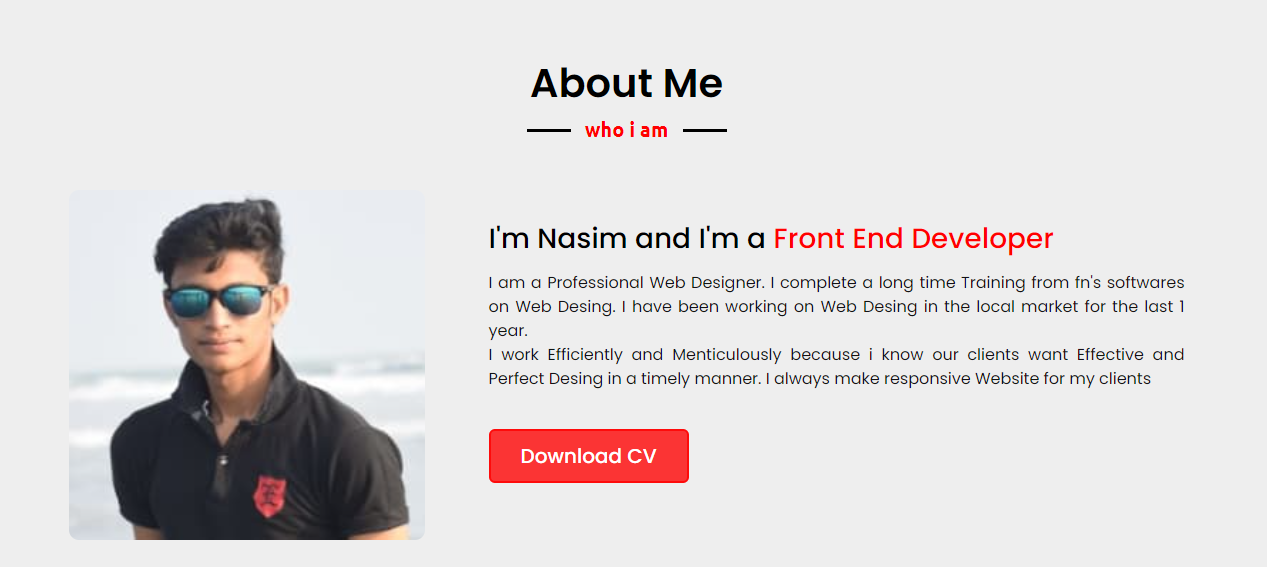 About Me
who i am
I'm Nasim and I'm a Front End Developer
I am a Professional Web Designer. I complete a long time Training from fn's softwares
on Web Desing. I have been working on Web Desing in the local market for the last 1
year.
I work Efficiently and Menticulously because i know our clients want Effective and
Perfect Desing in a timely manner. I always make responsive Website for my clients
Download CV